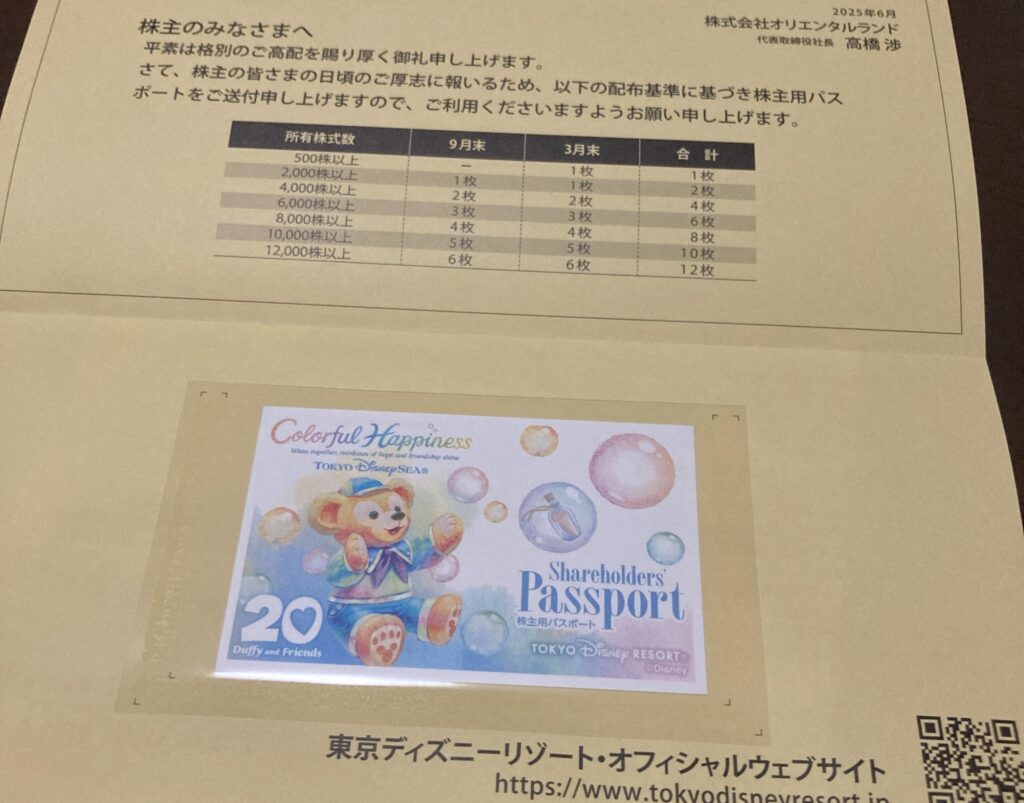 2025年6月
株式会社オリエンタルランド
代表取締役社長 高橋 渉
株主のみなさまへ
平素は格別のご高配を賜り厚く御礼申し上げます。
さて、株主の皆さまの日頃のご厚志に報いるため、以下の配布基準に基づき株主用パス
ポートをご送付申し上げますので、ご利用くださいますようお願い申し上げます。
所有株式数 9月末 3月末 合 計
500株以上 － 1枚 1枚
2,000株以上 1枚 1枚 2枚
4,000株以上 2枚 2枚 4枚
6,000株以上 3枚 3枚 6枚
8,000株以上 4枚 4枚 8枚
10,000株以上 5枚 5枚 10枚
12,000株以上 6枚 6枚 12枚
Colorful Happiness
When together, rainbows of hope and friendship shine
TOKYO DISNEY SEA®
20
Duffy and Friends
Shareholders'
Passport
株主用パスポート
TOKYO DISNEY RESORT®
©Disney
東京ディズニーリゾート・オフィシャルウェブサイト
https://www.tokyodisneyresort.jp